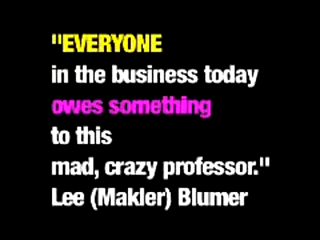 "EVERYONE
in the business today
owes something
to this
mad, crazy professor."
Lee (Makler) Blumer